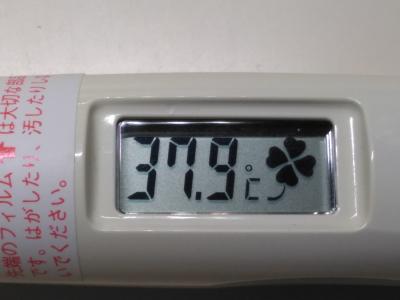 先端のフィルムは大切な部
です。はがしたり、汚したりしな
いでください。
37.9℃